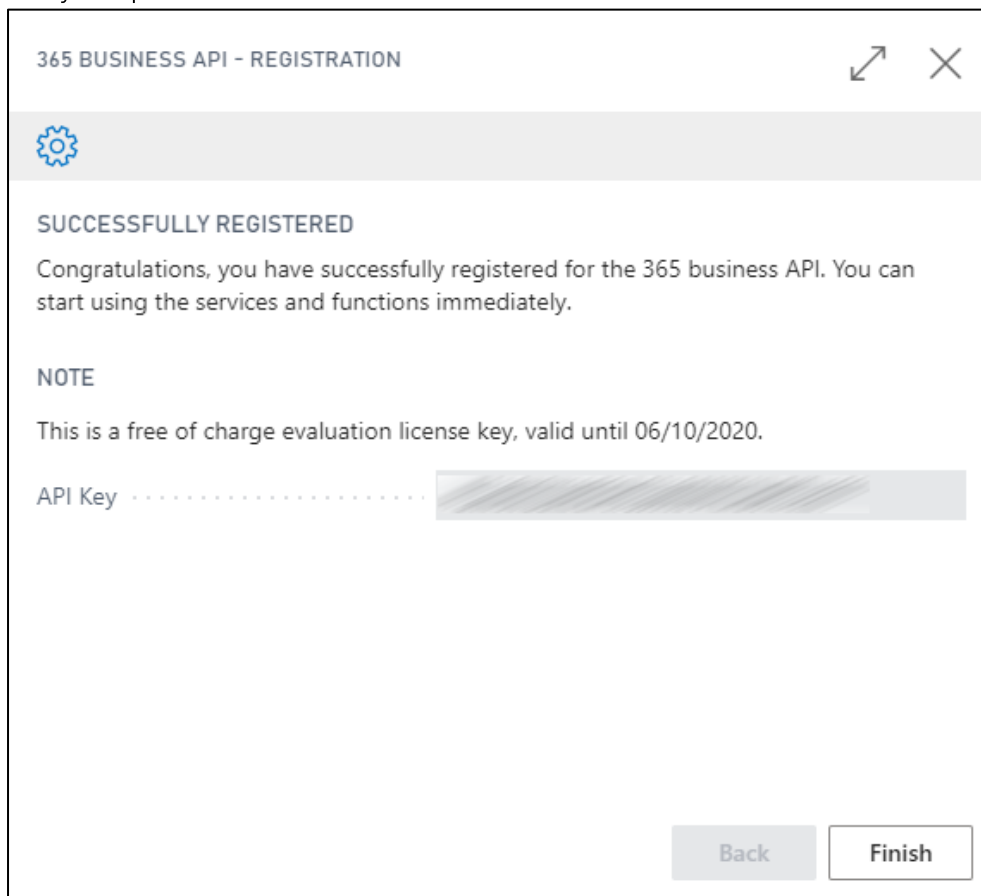 365 BUSINESS API - REGISTRATION
SUCCESSFULLY REGISTERED
Congratulations, you have successfully registered for the 365 business API. You can
start using the services and functions immediately.
NOTE
This is a free of charge evaluation license key, valid until 06/10/2020.
API Key
Back
Finish